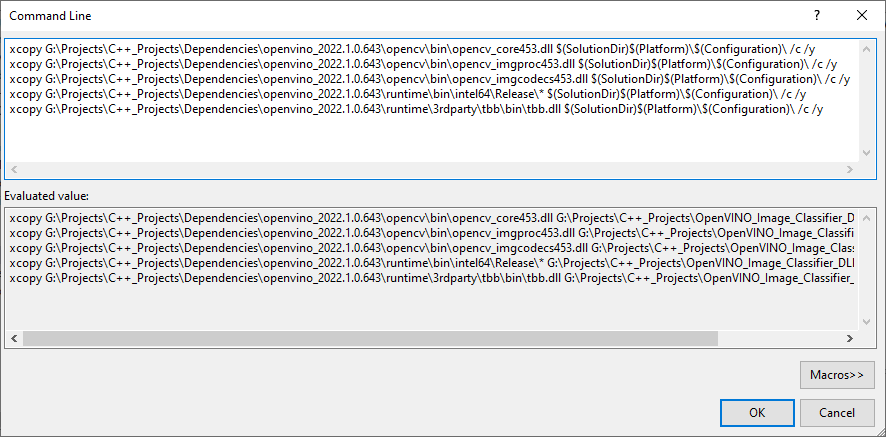 Command Line
xcopy G:\Projects\C++_Projects\Dependencies\openvino_2022.1.0.643\opencv\bin\opencv_core453.dll $(SolutionDir)$(Platform)\$(Configuration)\ /c /y
xcopy G:\Projects\C++_Projects\Dependencies\openvino_2022.1.0.643\opencv\bin\opencv_imgproc453.dll $(SolutionDir)$(Platform)\$(Configuration)\ /c /y
xcopy G:\Projects\C++_Projects\Dependencies\openvino_2022.1.0.643\opencv\bin\opencv_imgcodecs453.dll $(SolutionDir)$(Platform)\$(Configuration)\ /c /y
xcopy G:\Projects\C++_Projects\Dependencies\openvino_2022.1.0.643\runtime\bin\intel64\Release\* $(SolutionDir)$(Platform)\$(Configuration)\ /c /y
xcopy G:\Projects\C++_Projects\Dependencies\openvino_2022.1.0.643\runtime\3rdparty\tbb\bin\tbb.dll $(SolutionDir)$(Platform)\$(Configuration)\ /c /y
Evaluated value:
xcopy G:\Projects\C++_Projects\Dependencies\openvino_2022.1.0.643\opencv\bin\opencv_core453.dll G:\Projects\C++_Projects\OpenVINO_Image_Classifier_D
xcopy G:\Projects\C++_Projects\Dependencies\openvino_2022.1.0.643\opencv\bin\opencv_imgproc453.dll G:\Projects\C++_Projects\OpenVINO_Image_Classifi
xcopy G:\Projects\C++_Projects\Dependencies\openvino_2022.1.0.643\opencv\bin\opencv_imgcodecs453.dll G:\Projects\C++_Projects\OpenVINO_Image_Clas
xcopy G:\Projects\C++_Projects\Dependencies\openvino_2022.1.0.643\runtime\bin\intel64\Release\* G:\Projects\C++_Projects\OpenVINO_Image_Classifier_DLL
xcopy G:\Projects\C++_Projects\Dependencies\openvino_2022.1.0.643\runtime\3rdparty\tbb\bin\tbb.dll G:\Projects\C++_Projects\OpenVINO_Image_Classifier_
Macros>>
OK
Cancel